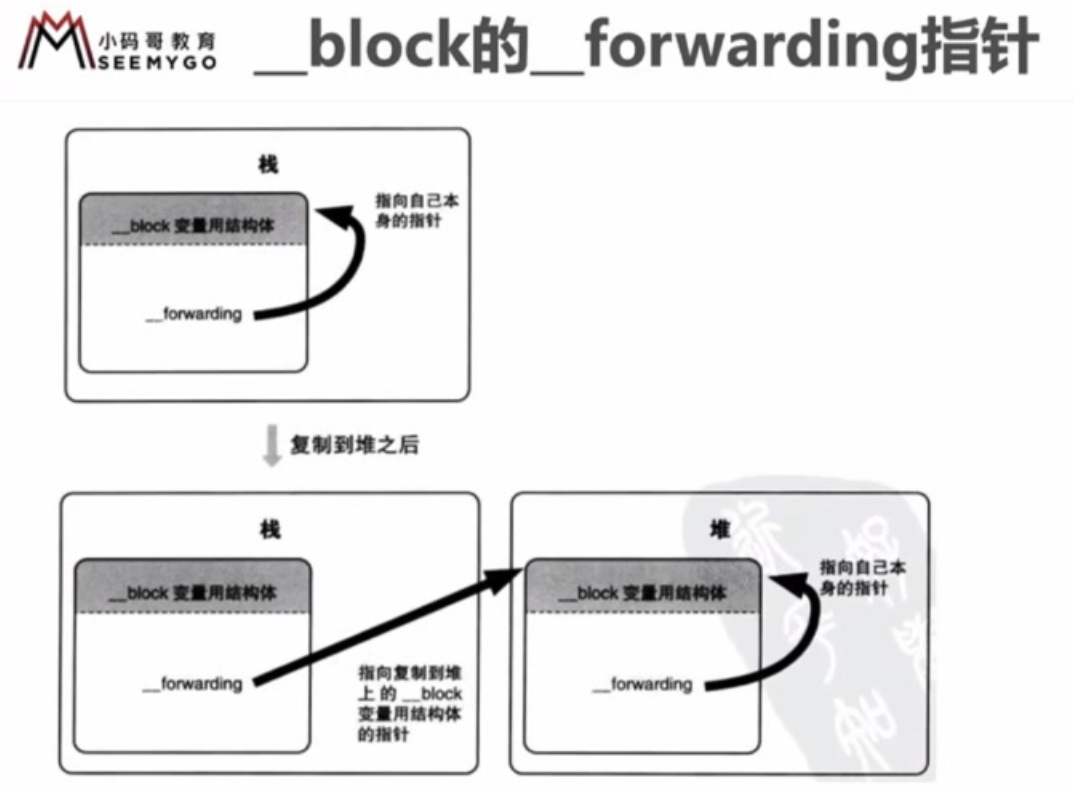 小码哥教育
SEEMYGO
__block的__forwarding指针
栈
__block 变量用结构体
指向自己本
身的指针
__forwarding
复制到堆之后
栈
__block 变量用结构体
__forwarding
指向复制到堆
上 的 __block
变量用结构体
的指针
堆
__block 变量用结构体
指向自己本
身的指针
__forwarding